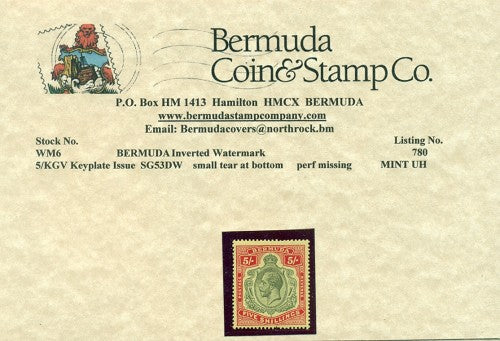 Bermuda
Coin&Stamp Co.
P.O. Box HM 1413 Hamilton HMCX BERMUDA
www.bermudastampcompany.com
Email: Bermudacovers@northrock.bm
Stock No. Listing No.
WM6 BERMUDA Inverted Watermark 780
5/KGV Keyplate Issue SG53DW small tear at bottom perf missing MINT UH
BERMUDA
5/- 5/-
POSTAGE REVENUE
FIVE SHILLINGS